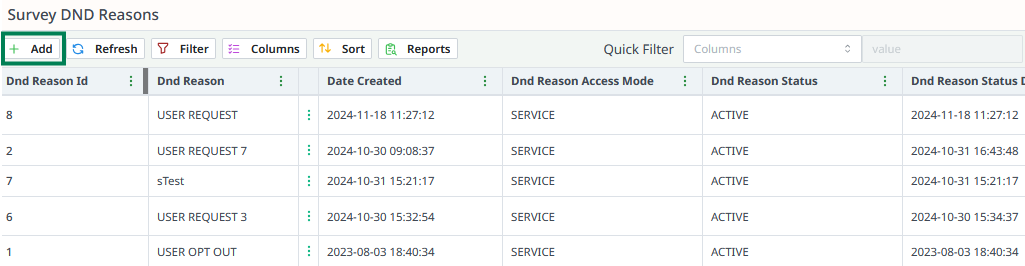 Survey DND Reasons
Add Refresh Filter Columns Sort Reports Quick Filter Columns value
Dnd Reason Id Dnd Reason Date Created Dnd Reason Access Mode Dnd Reason Status Dnd Reason Status D
8 USER REQUEST 2024-11-18 11:27:12 SERVICE ACTIVE 2024-11-18 11:27:12
2 USER REQUEST 7 2024-10-30 09:08:37 SERVICE ACTIVE 2024-10-31 16:43:48
7 sTest 2024-10-31 15:21:17 SERVICE ACTIVE 2024-10-31 15:21:17
6 USER REQUEST 3 2024-10-30 15:32:54 SERVICE ACTIVE 2024-10-30 15:34:37
1 USER OPT OUT 2023-08-03 18:40:34 SERVICE ACTIVE 2023-08-03 18:40:34